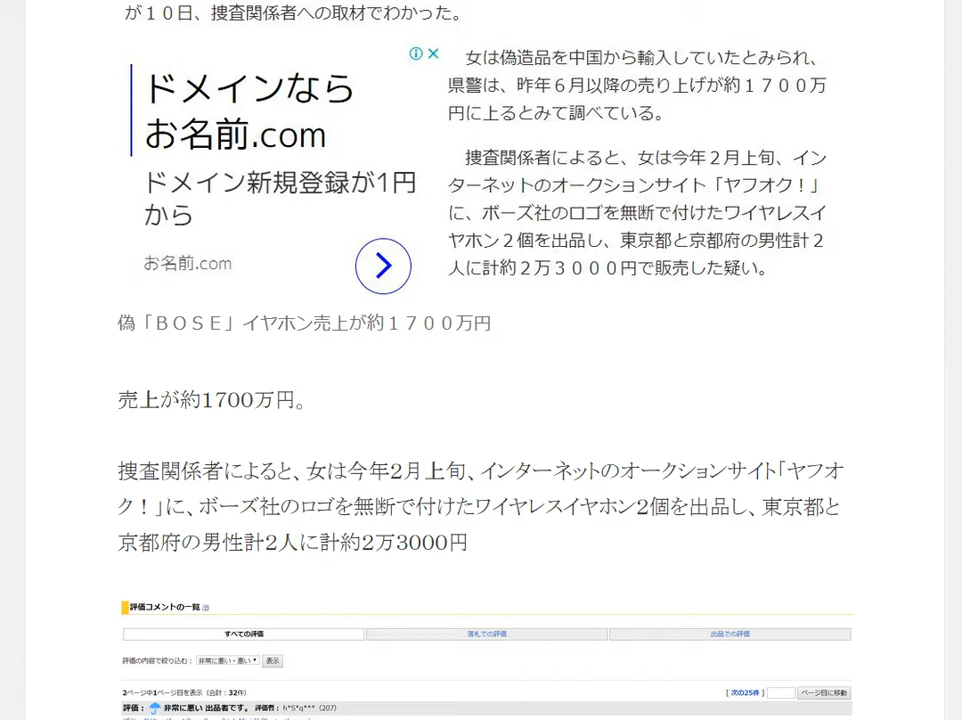 が１０日、捜査関係者への取材でわかった。
ドメインなら
お名前.com
ドメイン新規登録が1円
から
お名前.com
女は偽造品を中国から輸入していたとみられ、
県警は、昨年６月以降の売り上げが約１７００万
円に上るとみて調べている。
捜査関係者によると、女は今年２月上旬、イン
ターネットのオークションサイト「ヤフオク！」
に、ボーズ社のロゴを無断で付けたワイヤレスイ
ヤホン２個を出品し、東京都と京都府の男性計２
人に計約２万３０００円で販売した疑い。
偽「ＢＯＳＥ」イヤホン売上が約１７００万円
売上が約1700万円。
捜査関係者によると、女は今年2月上旬、インターネットのオークションサイト「ヤフオ
ク！」に、ボーズ社のロゴを無断で付けたワイヤレスイヤホン2個を出品し、東京都と
京都府の男性計2人に計約2万3000円
評価コメントの一覧
すべての評価 落札での評価 出品での評価
評価の内容で絞り込む： 非常に悪い・悪い 表示
2ページ中1ページ目を表示（合計：32件） [ 次の25件 ] ページ目に移動
評価： 非常に悪い 出品者です。 評価者：h*S*q*** (207)